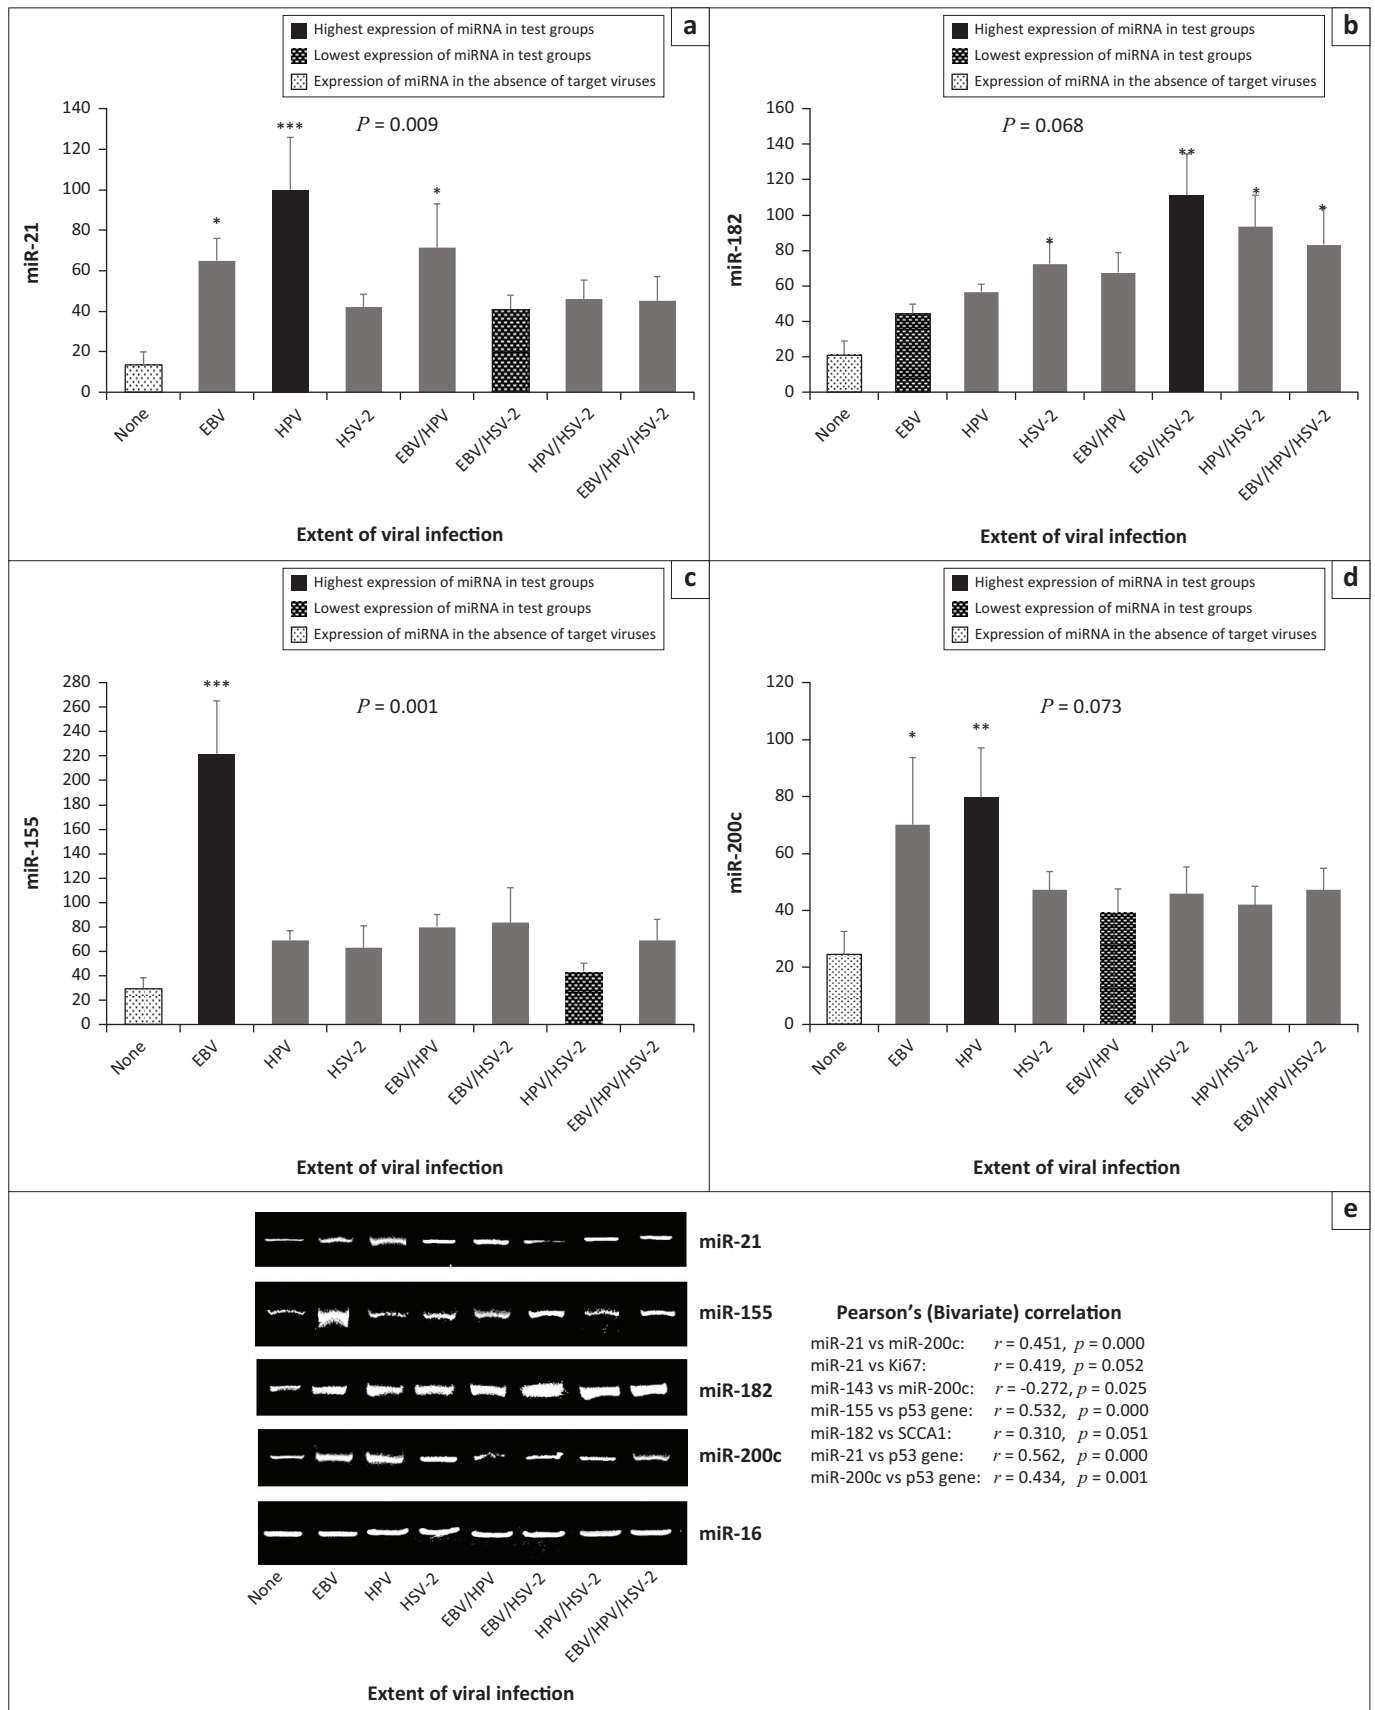 a
Highest expression of miRNA in test groups
Lowest expression of miRNA in test groups
Expression of miRNA in the absence of target viruses
P = 0.009
miR-21
140
120
100
80
60
40
20
0
*
***
*
None
EBV
HPV
HSV-2
EBV/HPV
EBV/HSV-2
HPV/HSV-2
EBV/HPV/HSV-2
Extent of viral infection
b
Highest expression of miRNA in test groups
Lowest expression of miRNA in test groups
Expression of miRNA in the absence of target viruses
P = 0.068
miR-182
160
140
120
100
80
60
40
20
0
*
**
*
*
None
EBV
HPV
HSV-2
EBV/HPV
EBV/HSV-2
HPV/HSV-2
EBV/HPV/HSV-2
Extent of viral infection
c
Highest expression of miRNA in test groups
Lowest expression of miRNA in test groups
Expression of miRNA in the absence of target viruses
P = 0.001
miR-155
280
260
240
220
200
180
160
140
120
100
80
60
40
20
0
***
None
EBV
HPV
HSV-2
EBV/HPV
EBV/HSV-2
HPV/HSV-2
EBV/HPV/HSV-2
Extent of viral infection
d
Highest expression of miRNA in test groups
Lowest expression of miRNA in test groups
Expression of miRNA in the absence of target viruses
P = 0.073
miR-200c
120
100
80
60
40
20
0
*
**
None
EBV
HPV
HSV-2
EBV/HPV
EBV/HSV-2
HPV/HSV-2
EBV/HPV/HSV-2
Extent of viral infection
e
miR-21
miR-155
miR-182
miR-200c
miR-16
None
EBV
HPV
HSV-2
EBV/HPV
EBV/HSV-2
HPV/HSV-2
EBV/HPV/HSV-2
Extent of viral infection
Pearson's (Bivariate) correlation
miR-21 vs miR-200c: r = 0.451, p = 0.000
miR-21 vs Ki67: r = 0.419, p = 0.052
miR-143 vs miR-200c: r = -0.272, p = 0.025
miR-155 vs p53 gene: r = 0.532, p = 0.000
miR-182 vs SCCA1: r = 0.310, p = 0.051
miR-21 vs p53 gene: r = 0.562, p = 0.000
miR-200c vs p53 gene: r = 0.434, p = 0.001